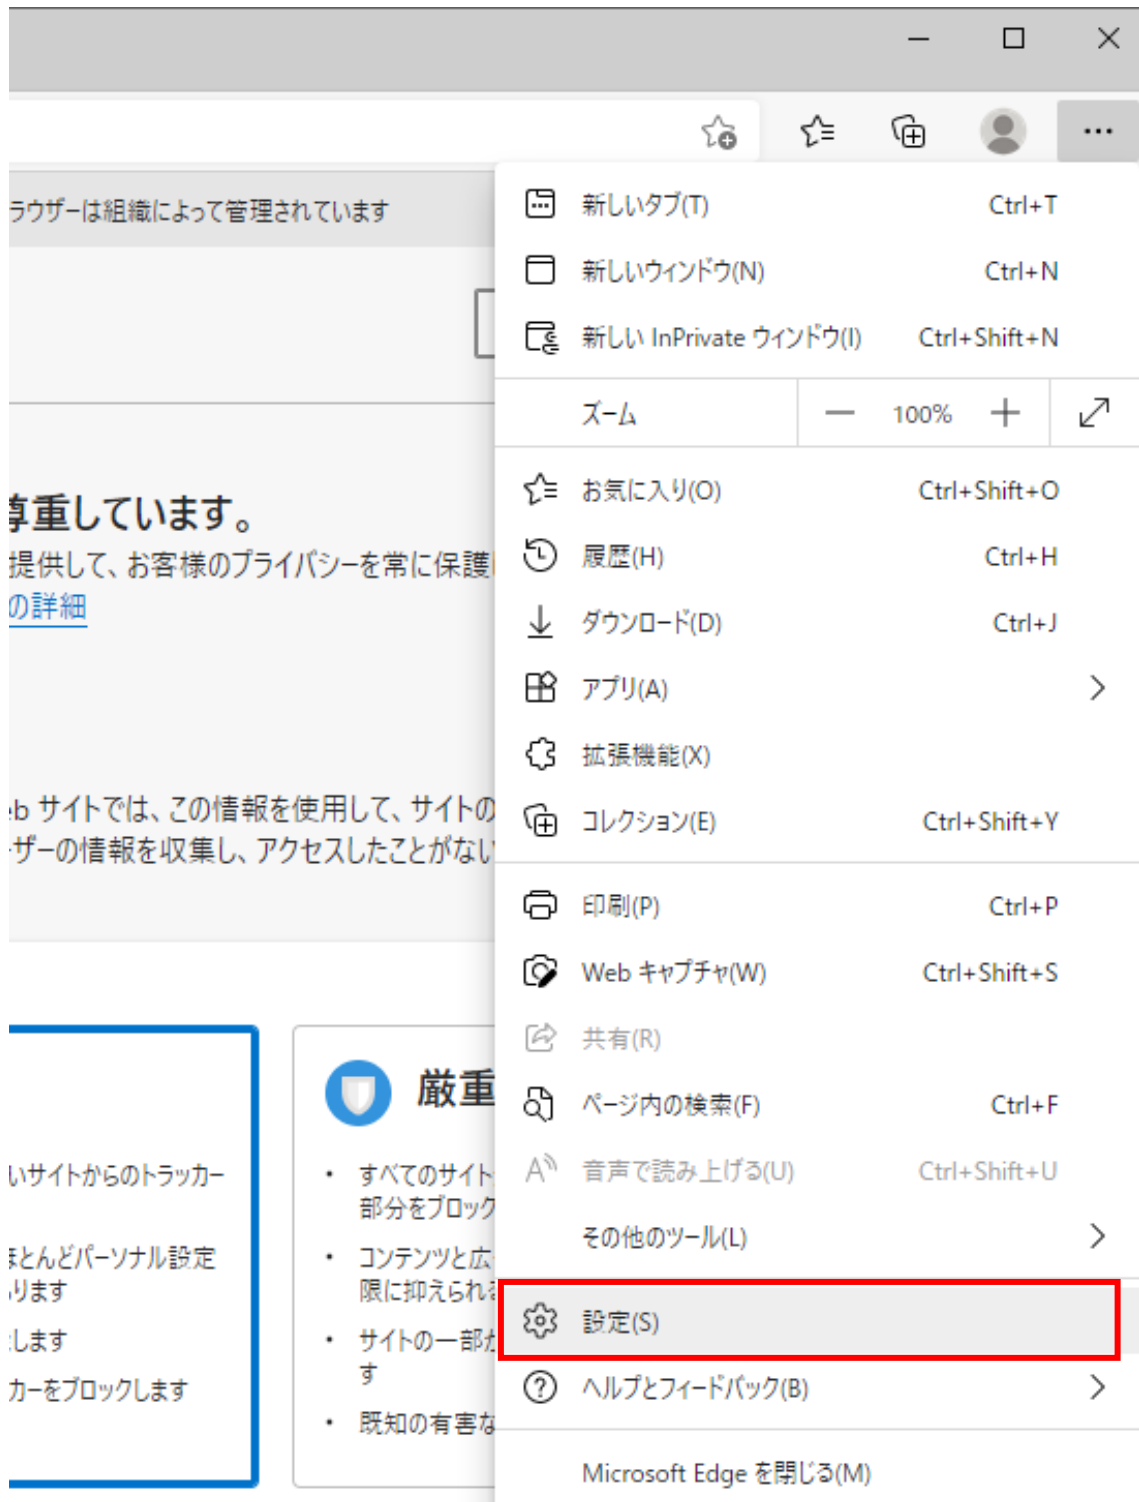 ラウザーは組織によって管理されています
尊重しています。
提供して、お客様のプライバシーを常に保護
の詳細
eb サイトでは、この情報を使用して、サイトの
ーザーの情報を収集し、アクセスしたことがない
いサイトからのトラッカー
ほとんどパーソナル設定
ります
します
カーをブロックします
厳重
• すべてのサイト
部分をブロック
• コンテンツと広
限に抑えられ
• サイトの一部が
す
• 既知の有害な
新しいタブ(T) Ctrl+T
新しいウィンドウ(N) Ctrl+N
新しい InPrivate ウィンドウ(I) Ctrl+Shift+N
ズーム — 100% +
お気に入り(O) Ctrl+Shift+O
履歴(H) Ctrl+H
ダウンロード(D) Ctrl+J
アプリ(A)
拡張機能(X)
コレクション(E) Ctrl+Shift+Y
印刷(P) Ctrl+P
Web キャプチャ(W) Ctrl+Shift+S
共有(R)
ページ内の検索(F) Ctrl+F
音声で読み上げる(U) Ctrl+Shift+U
その他のツール(L)
設定(S)
ヘルプとフィードバック(B)
Microsoft Edge を閉じる(M)